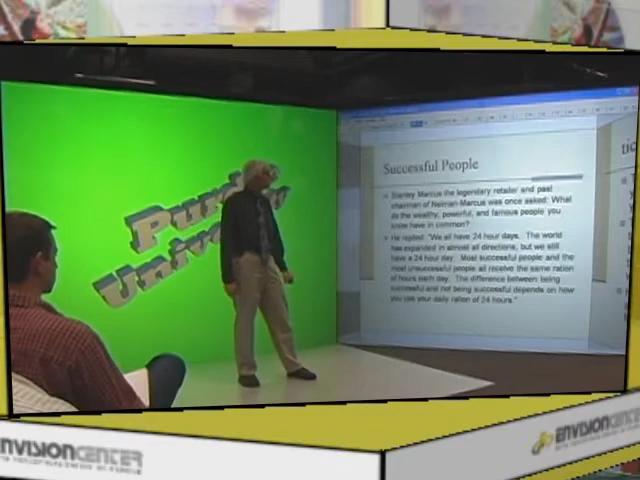 Purdue
University
Successful People
tic
Stanley Marcus the legendary retailer and past
chairman of Neiman-Marcus was once asked: What
do the wealthy, powerful, and famous people you
know have in common?
He replied: "We all have 24 hour days. The world
has expanded in almost all directions, but we still
have a 24 hour day. Most successful people and the
most unsuccessful people all receive the same ration
of hours each day. The difference between being
successful and not being successful depends on how
you use your daily ration of 24 hours."
NVISIONCENTER
ENVISIONCENTER